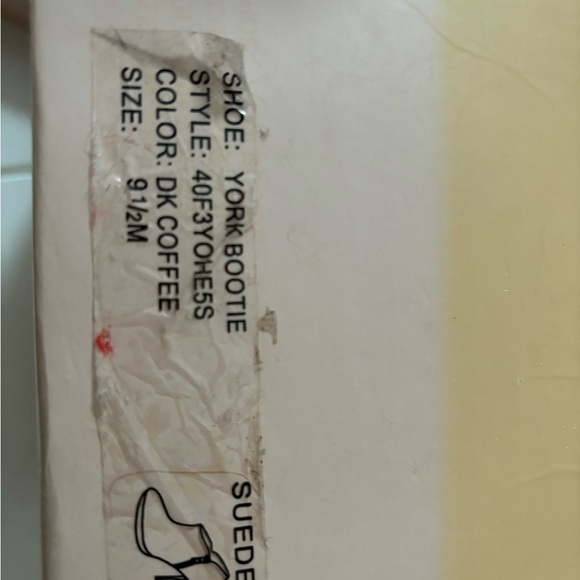 SHOE: YORK BOOTIE
STYLE: 40F3YOHE5S
COLOR: DK COFFEE
SIZE: 9 1/2M
SUEDE